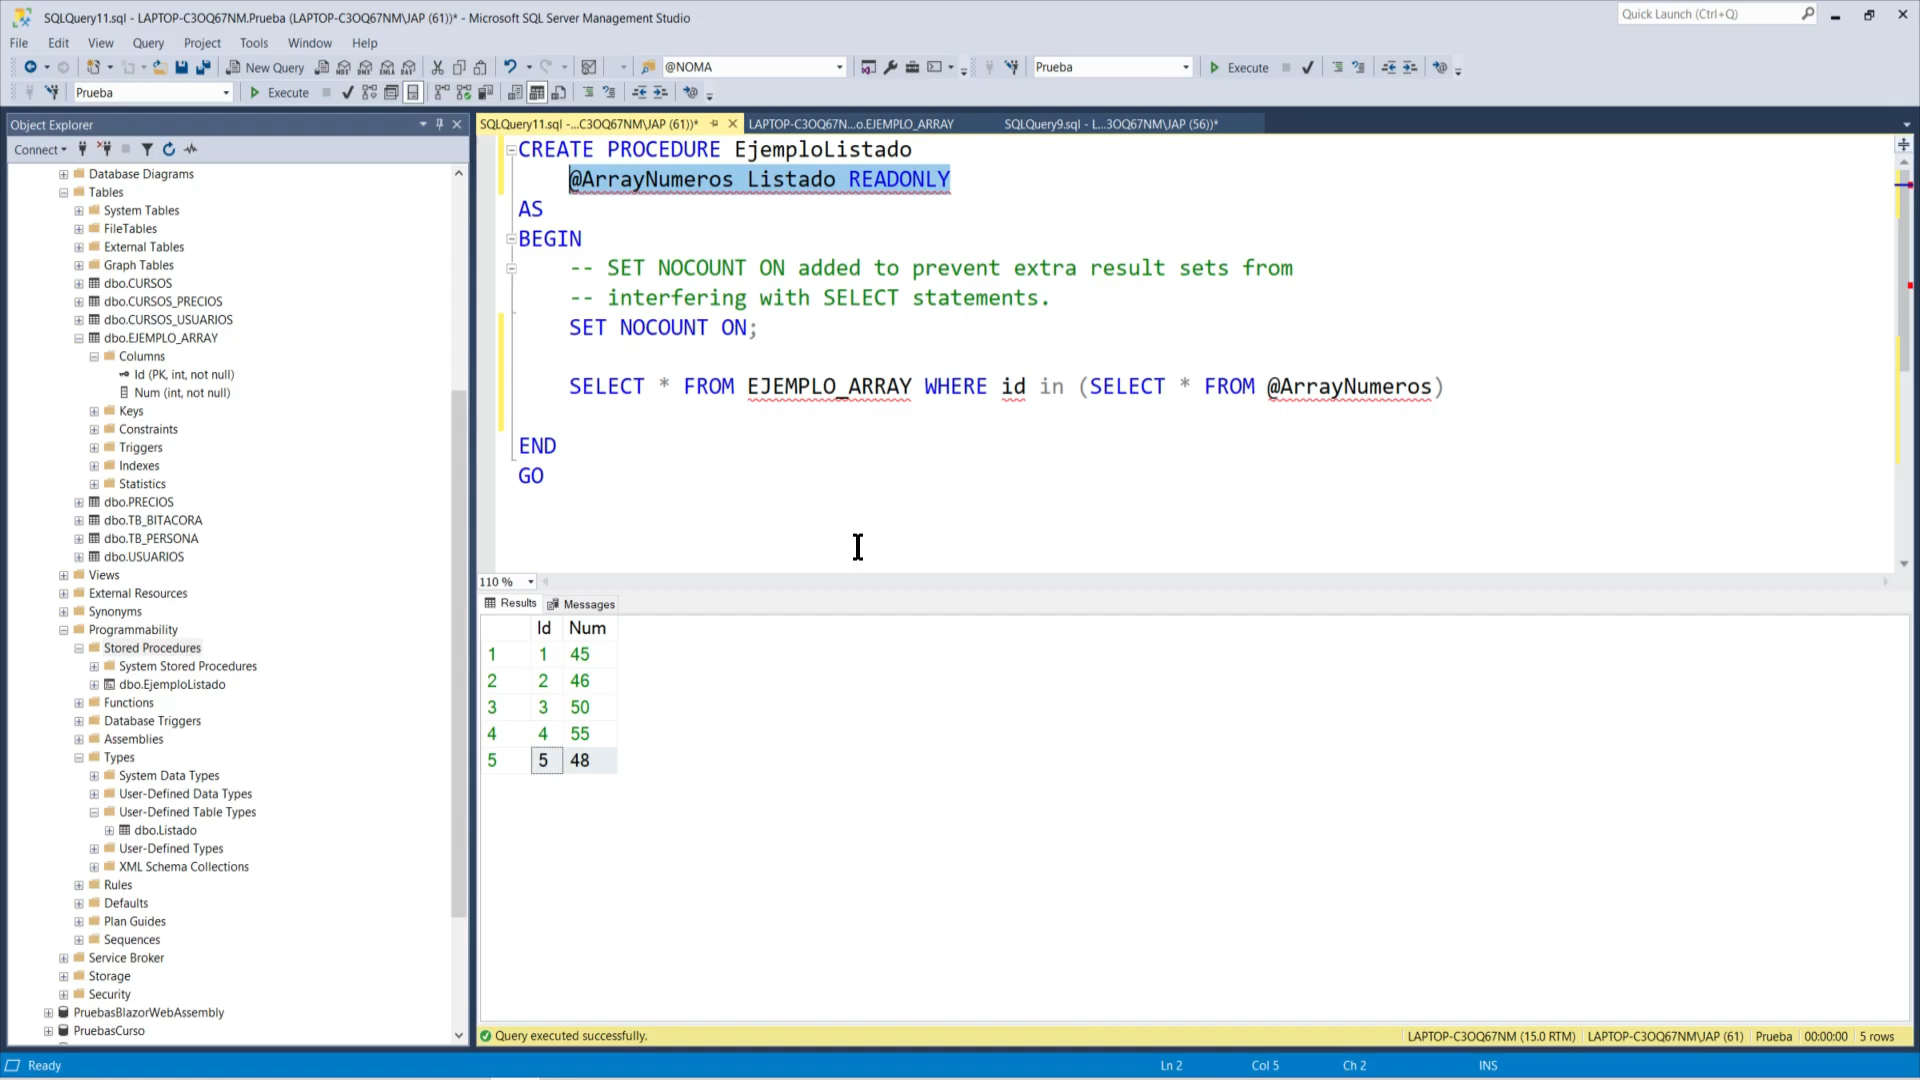 SQLQuery11.sql - LAPTOP-C3OQ67NM.Prueba (LAPTOP-C3OQ67NM\JAP (61))* - Microsoft SQL Server Management Studio
Quick Launch (Ctrl+Q)
File Edit View Query Project Tools Window Help
New Query @NOMA Prueba Execute
Prueba Execute
Object Explorer
Connect
Database Diagrams
Tables
System Tables
FileTables
External Tables
Graph Tables
dbo.CURSOS
dbo.CURSOS_PRECIOS
dbo.CURSOS_USUARIOS
dbo.EJEMPLO_ARRAY
Columns
Id (PK, int, not null)
Num (int, not null)
Keys
Constraints
Triggers
Indexes
Statistics
dbo.PRECIOS
dbo.TB_BITACORA
dbo.TB_PERSONA
dbo.USUARIOS
Views
External Resources
Synonyms
Programmability
Stored Procedures
System Stored Procedures
dbo.EjemploListado
Functions
Database Triggers
Assemblies
Types
System Data Types
User-Defined Data Types
User-Defined Table Types
dbo.Listado
User-Defined Types
XML Schema Collections
Rules
Defaults
Plan Guides
Sequences
Service Broker
Storage
Security
PruebasBlazorWebAssembly
PruebasCurso
SQLQuery11.sql -...C3OQ67NM\JAP (61))* LAPTOP-C3OQ67N...o.EJEMPLO_ARRAY SQLQuery9.sql - L...3OQ67NM\JAP (56))*
CREATE PROCEDURE EjemploListado
@ArrayNumeros Listado READONLY
AS
BEGIN
-- SET NOCOUNT ON added to prevent extra result sets from
-- interfering with SELECT statements.
SET NOCOUNT ON;
SELECT * FROM EJEMPLO_ARRAY WHERE id in (SELECT * FROM @ArrayNumeros)
END
GO
110 %
Results Messages
Id Num
1 1 45
2 2 46
3 3 50
4 4 55
5 5 48
Query executed successfully. LAPTOP-C3OQ67NM (15.0 RTM) LAPTOP-C3OQ67NM\JAP (61) Prueba 00:00:00 5 rows
Ready Ln 2 Col 5 Ch 2 INS